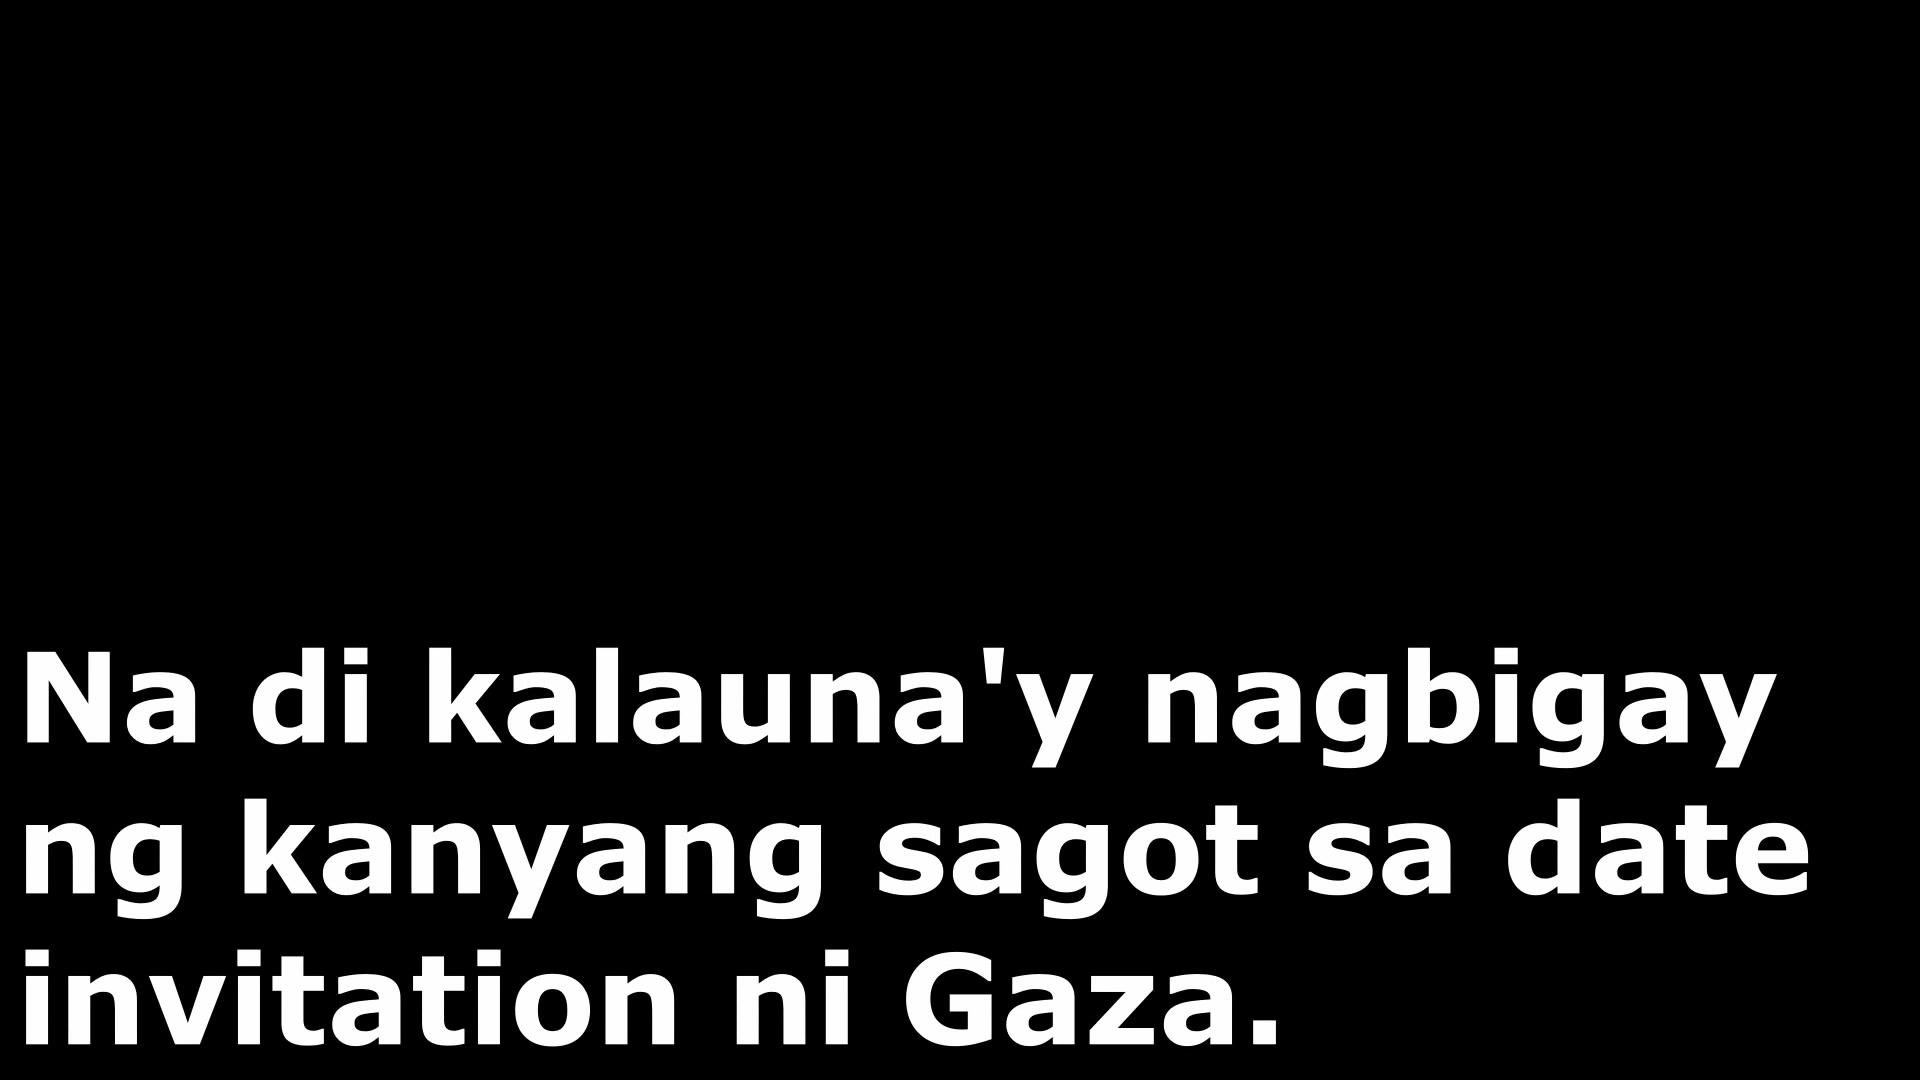 Na di kalauna'y nagbigay
ng kanyang sagot sa date
invitation ni Gaza.